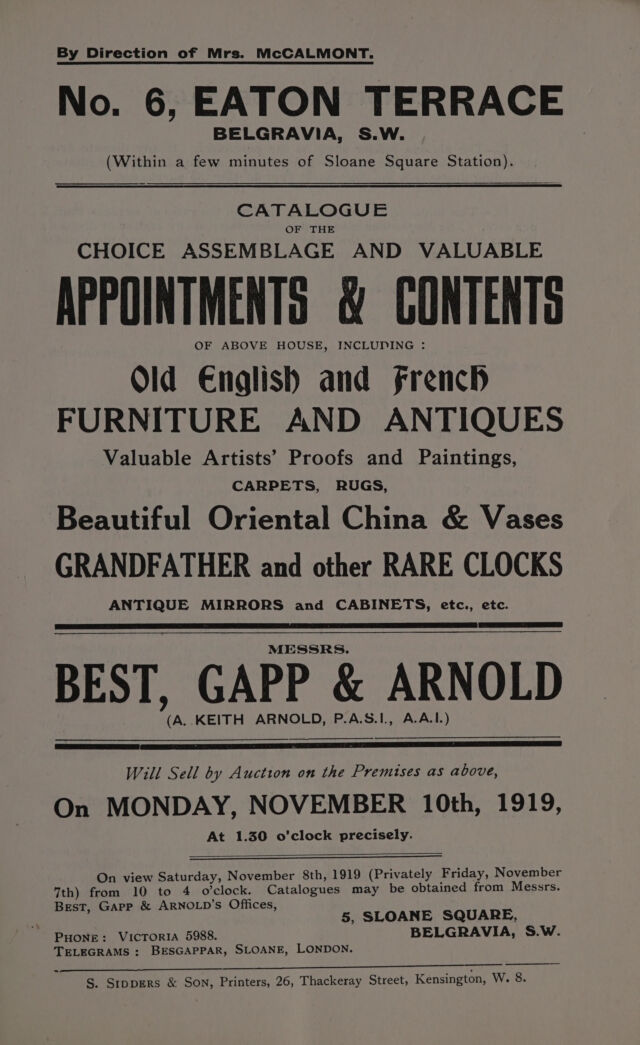 By Direction of Mrs. McCALMONT.
No. 6, EATON TERRACE
BELGRAVIA, S.W.
(Within a few minutes of Sloane Square Station).
CATALOGUE
OF THE
CHOICE ASSEMBLAGE AND VALUABLE
APPOINTMENTS & CONTENTS
OF ABOVE HOUSE, INCLUDING :
Old English and French
FURNITURE AND ANTIQUES
Valuable Artists' Proofs and Paintings,
CARPETS, RUGS,
Beautiful Oriental China & Vases
GRANDFATHER and other RARE CLOCKS
ANTIQUE MIRRORS and CABINETS, etc., etc.
MESSRS.
BEST, GAPP & ARNOLD
(A. KEITH ARNOLD, P.A.S.I., A.A.I.)
Will Sell by Auction on the Premises as above,
On MONDAY, NOVEMBER 10th, 1919,
At 1.30 o'clock precisely.
On view Saturday, November 8th, 1919 (Privately Friday, November
7th) from 10 to 4 o'clock. Catalogues may be obtained from Messrs.
BEST, GAPP & ARNOLD'S Offices,
5, SLOANE SQUARE,
BELGRAVIA, S.W.
PHONE : VICTORIA 5988.
TELEGRAMS : BESGAPPAR, SLOANE, LONDON.
S. SIDDERS & SON, Printers, 26, Thackeray Street, Kensington, W. 8.